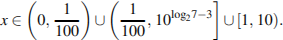 x ∈ (0, 1/100) ∪ (1/100, 10^{log₂7−3}] ∪ [1, 10).